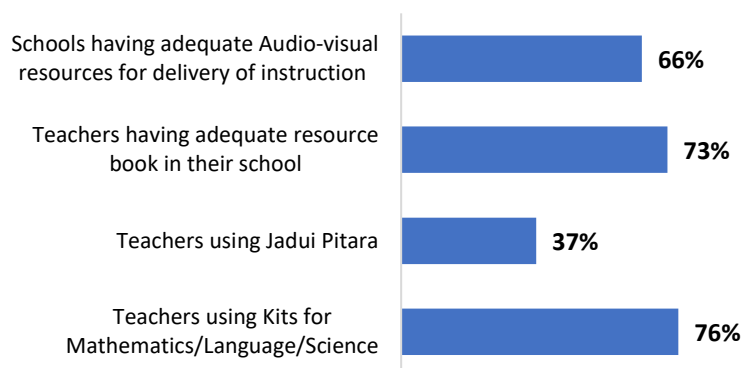 Schools having adequate Audio-visual
resources for delivery of instruction
66%
Teachers having adequate resource
book in their school
73%
Teachers using Jadui Pitara
37%
Teachers using Kits for
Mathematics/Language/Science
76%